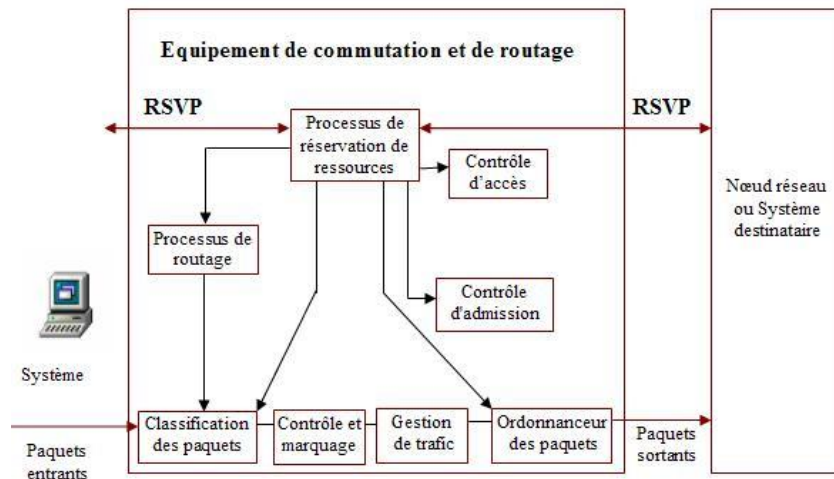 Equipement de commutation et de routage
RSVP
RSVP
Processus de
réservation de
ressources
Contrôle
d'accès
Nœud réseau
ou Système
destinataire
Processus de
routage
Contrôle
d'admission
Système
Classification
des paquets
Contrôle et
marquage
Gestion
de trafic
Ordonnanceur
des paquets
Paquets
entrants
Paquets
sortants